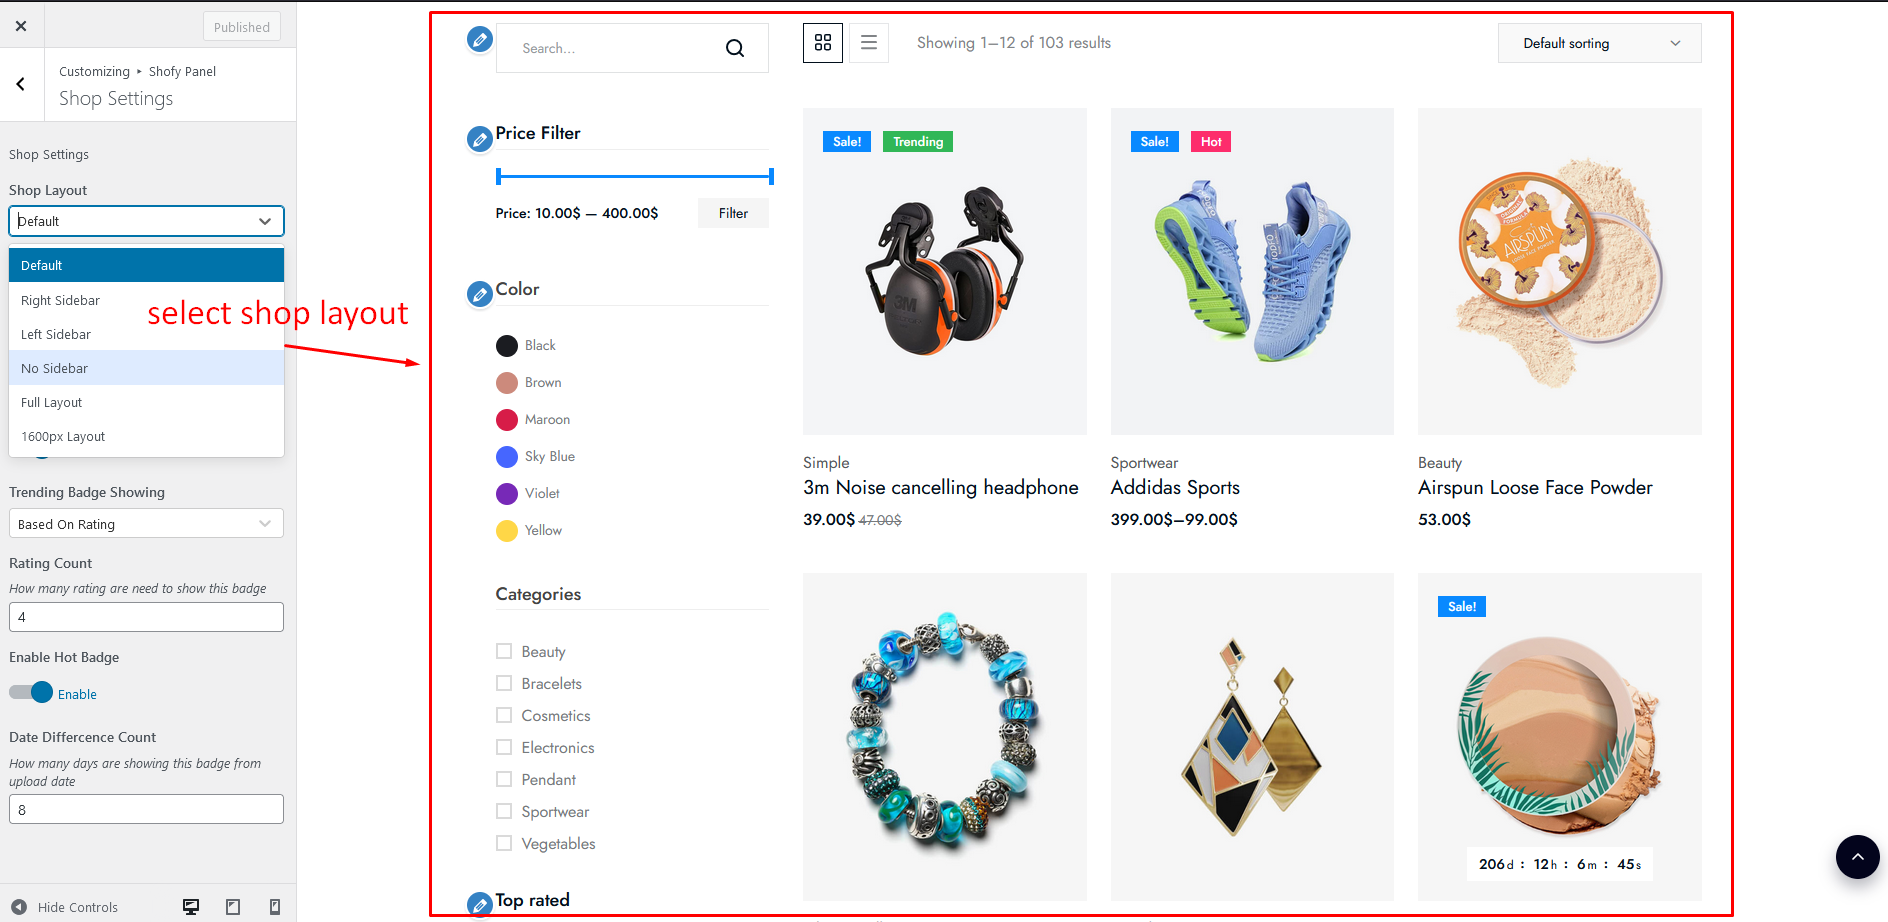 Published
Customizing ▸ Shofy Panel
Shop Settings
Shop Settings
Shop Layout
Default
Default
Right Sidebar
Left Sidebar
No Sidebar
Full Layout
1600px Layout
Trending Badge Showing
Based On Rating
Rating Count
How many rating are need to show this badge
4
Enable Hot Badge
Enable
Date Differcence Count
How many days are showing this badge from
upload date
8
Hide Controls
select shop layout
Search...
Showing 1–12 of 103 results
Default sorting
Price Filter
Price: 10.00$ — 400.00$
Filter
Color
Black
Brown
Maroon
Sky Blue
Violet
Yellow
Categories
Beauty
Bracelets
Cosmetics
Electronics
Pendant
Sportwear
Vegetables
Top rated
Sale!
Trending
3M
Simple
3m Noise cancelling headphone
39.00$ 47.00$
Sale!
Hot
Sportwear
Addidas Sports
399.00$–99.00$
AIRSPUN
Beauty
Airspun Loose Face Powder
53.00$
Sale!
206d : 12h : 6m : 45s